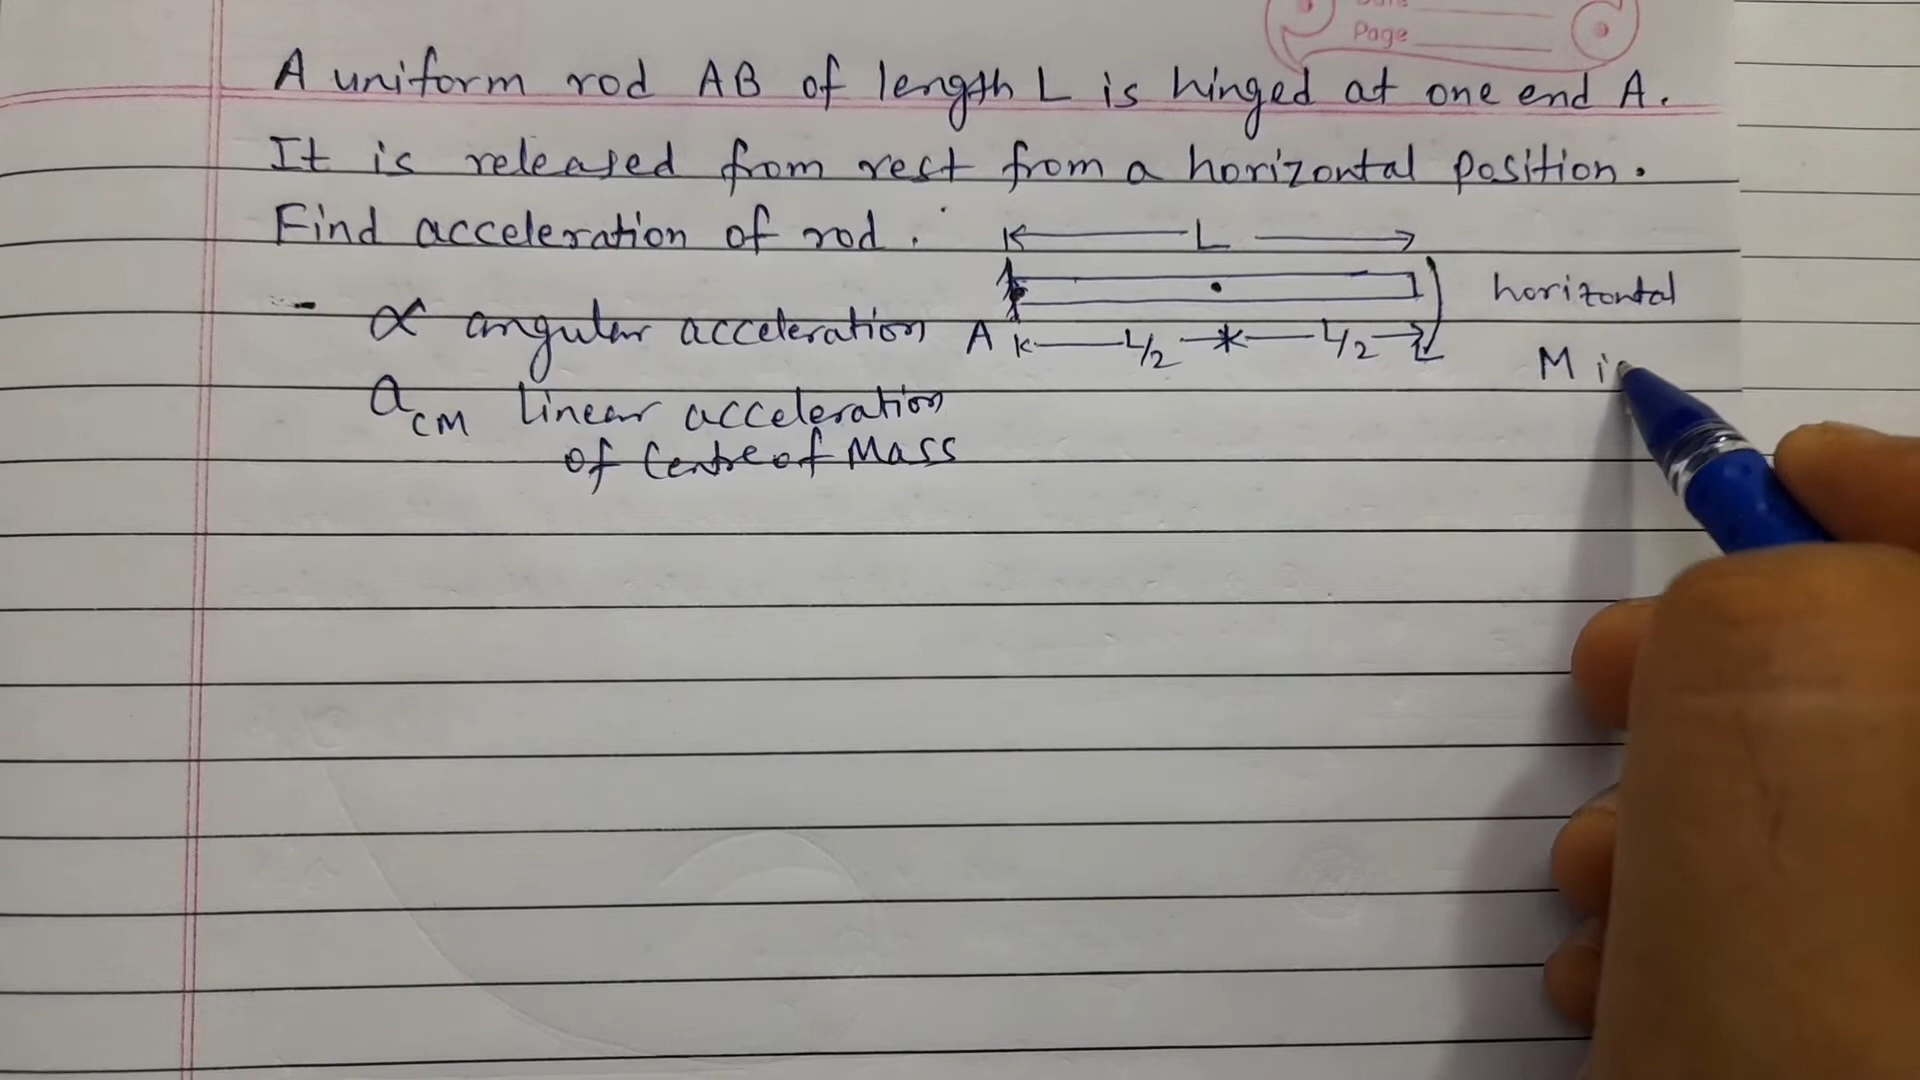 Page
A uniform rod AB of length L is hinged at one end A.
It is released from rest from a horizontal position.
Find acceleration of rod.
L
horizontal
α angular acceleration
A
L/2
L/2
M
a CM linear acceleration
of Centre of Mass